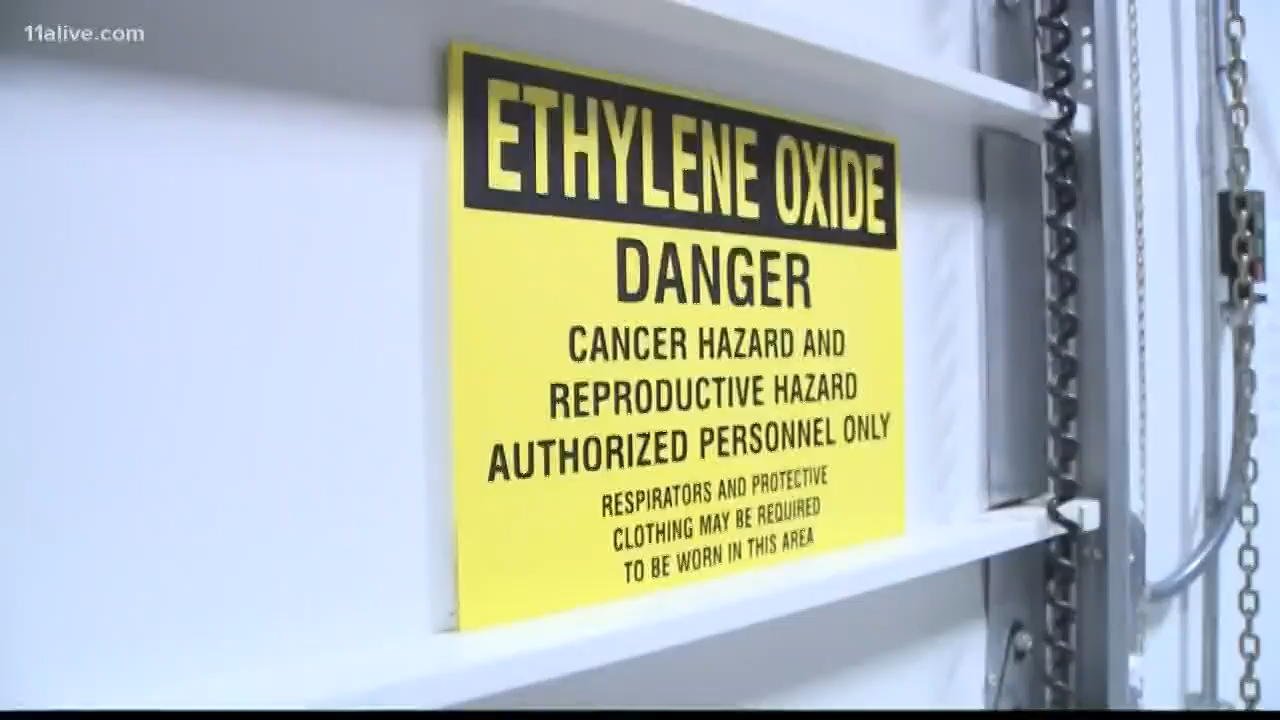 11alive.com
ETHYLENE OXIDE
DANGER
CANCER HAZARD AND
REPRODUCTIVE HAZARD
AUTHORIZED PERSONNEL ONLY
RESPIRATORS AND PROTECTIVE
CLOTHING MAY BE REQUIRED
TO BE WORN IN THIS AREA